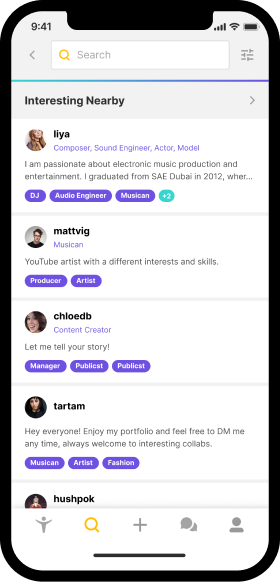 9:41
Search
Interesting Nearby
liya
Composer, Sound Engineer, Actor, Model
I am passionate about electronic music production and
entertainment. I graduated from SAE Dubai in 2012, wher...
DJ Audio Engineer Musican +2
mattvig
Musican
YouTube artist with a different interests and skills.
Producer Artist
chloedb
Content Creator
Let me tell your story!
Manager Publicst Publicst
tartam
Hey everyone! Enjoy my portfolio and feel free to DM me
any time, always welcome to interesting collabs.
Musican Artist Fashion
hushpok